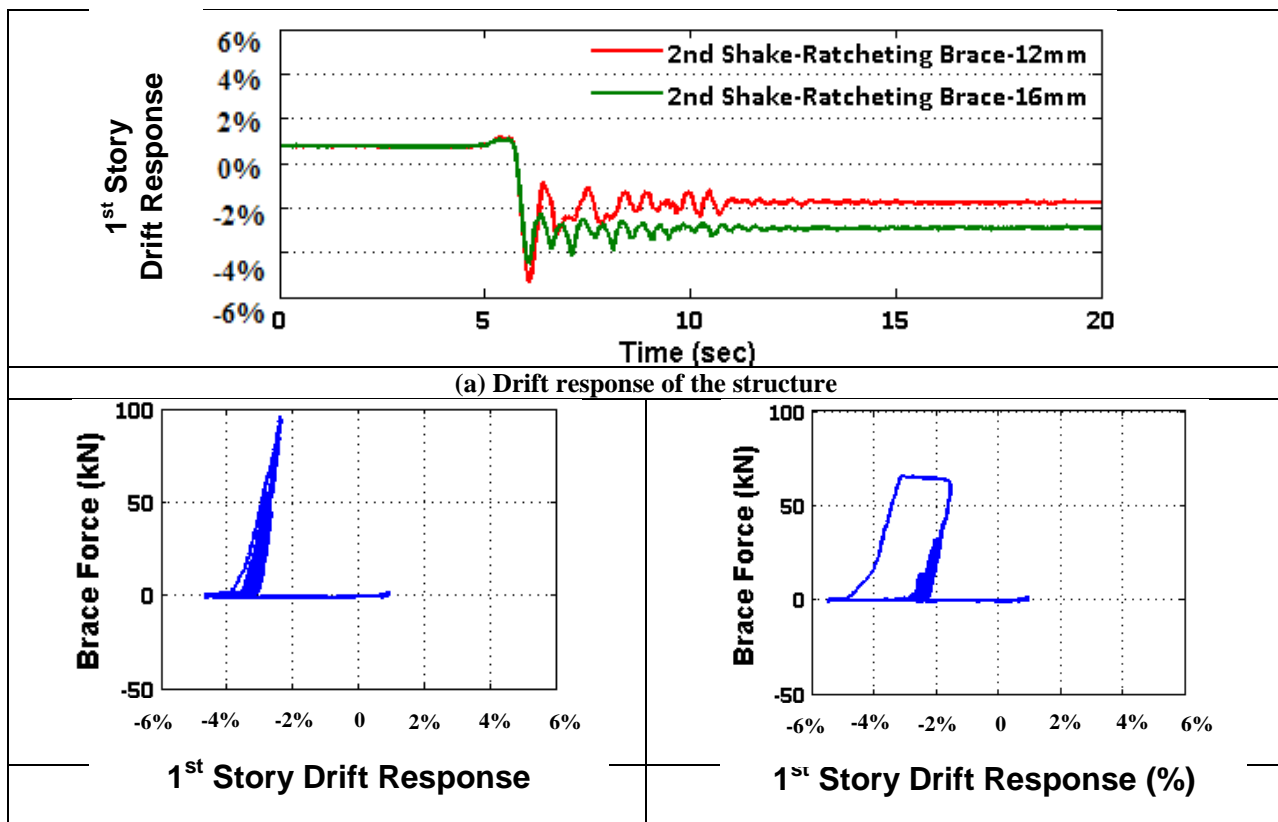 6%
4%
2%
0%
-2%
-4%
-6%
1st Story
Drift Response
2nd Shake-Ratcheting Brace-12mm
2nd Shake-Ratcheting Brace-16mm
0
5
10
15
20
Time (sec)
(a) Drift response of the structure
100
50
0
-50
Brace Force (kN)
-6% -4% -2% 0 2% 4% 6%
1st Story Drift Response
100
50
0
-50
Brace Force (kN)
-6% -4% -2% 0 2% 4% 6%
1st Story Drift Response (%)